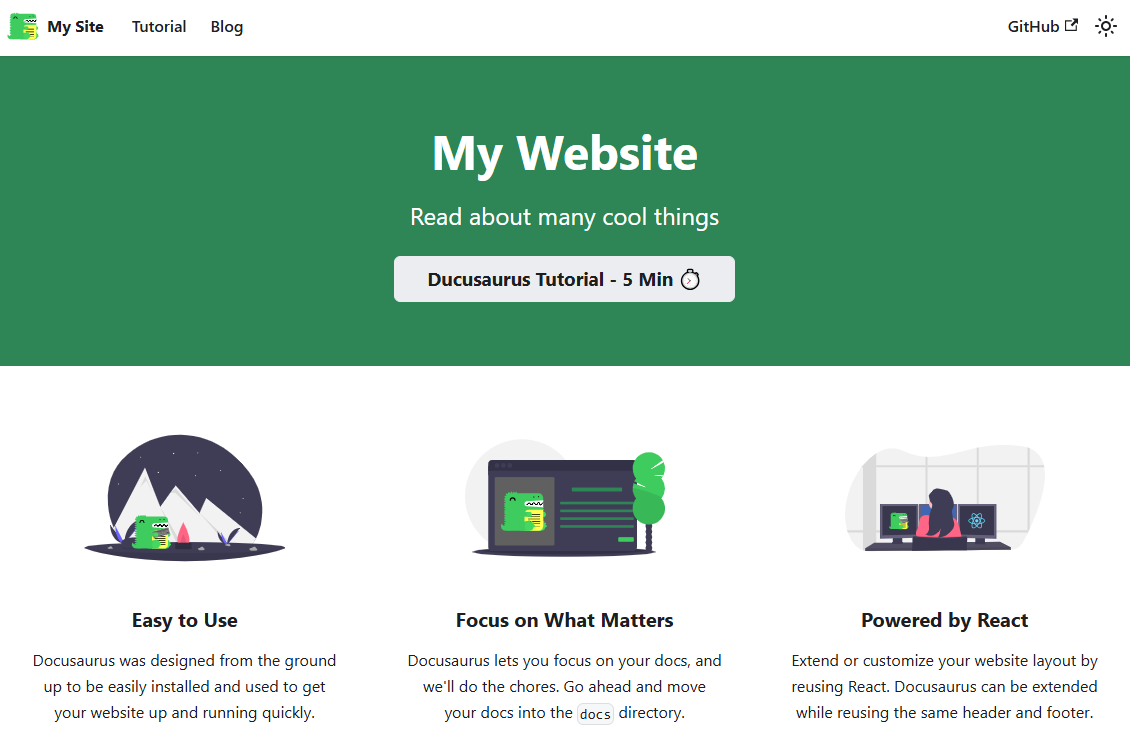 My Site Tutorial Blog GitHub
My Website
Read about many cool things
Ducusaurus Tutorial - 5 Min ⏱️
Easy to Use
Docusaurus was designed from the ground
up to be easily installed and used to get
your website up and running quickly.
Focus on What Matters
Docusaurus lets you focus on your docs, and
we'll do the chores. Go ahead and move
your docs into the docs directory.
Powered by React
Extend or customize your website layout by
reusing React. Docusaurus can be extended
while reusing the same header and footer.